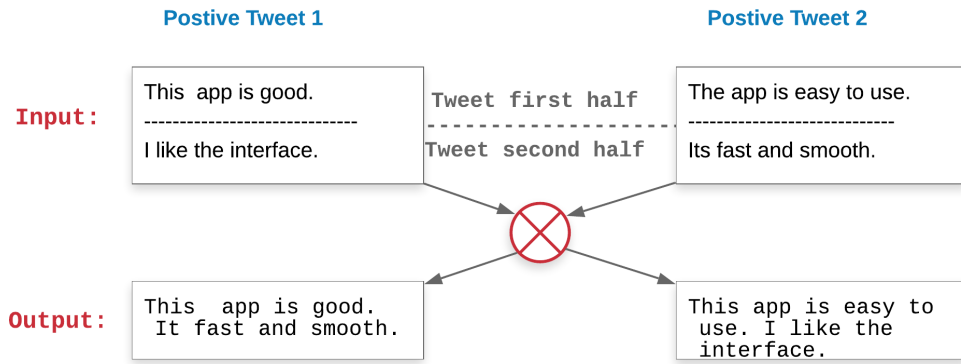 Postive Tweet 1
Postive Tweet 2
Input:
This  app is good.
------------------------------
I like the interface.
Tweet first half
Tweet second half
The app is easy to use.
-----------------------------
Its fast and smooth.
Output:
This  app is good.
It fast and smooth.
This app is easy to
use. I like the
interface.